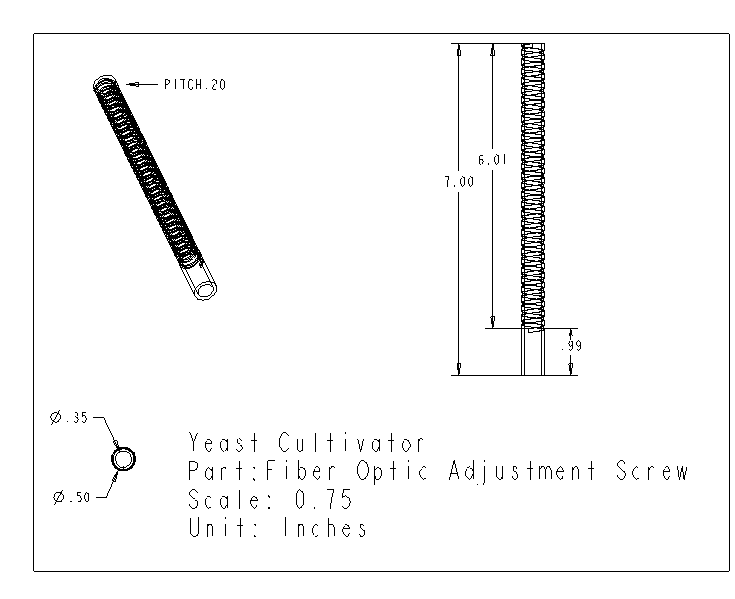 PITCH.20
6.01
7.00
.99
Ø.35
Ø.50
Yeast Cultivator
Part:Fiber Optic Adjustment Screw
Scale: 0.75
Unit: Inches